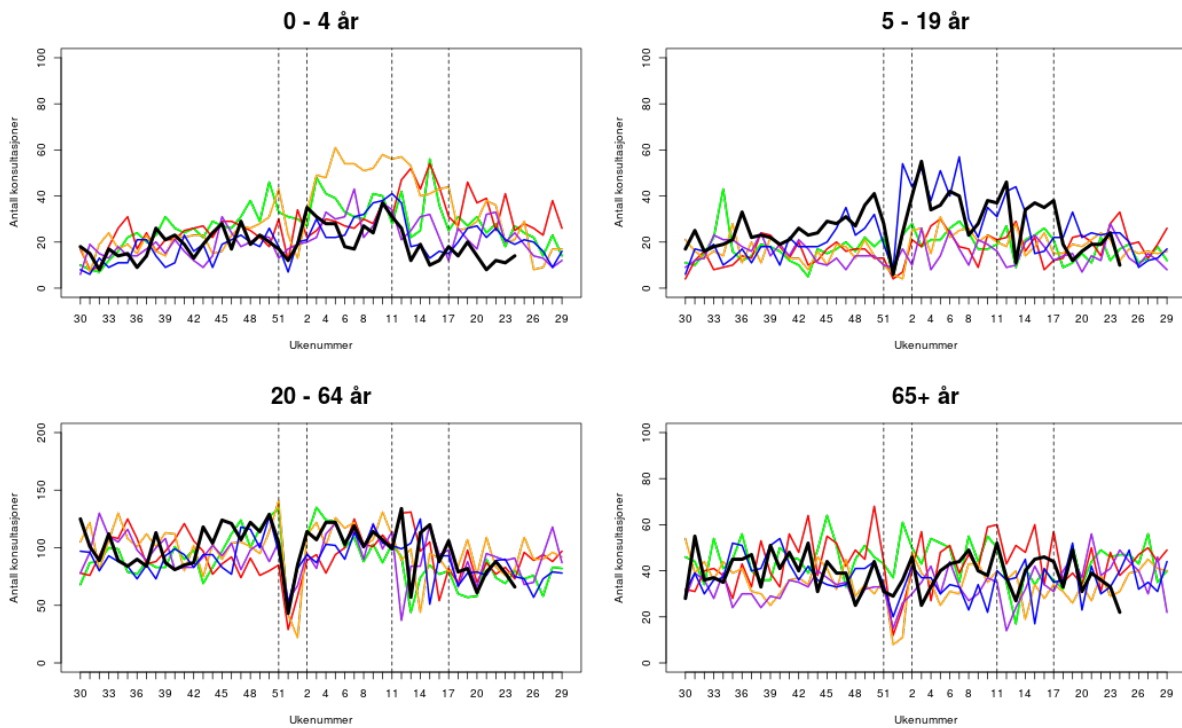 0 - 4 år
Antall konsultasjoner
0 20 40 60 80 100
30 33 36 39 42 45 48 51 2 4 6 8 11 14 17 20 23 26 29
Ukenummer
5 - 19 år
Antall konsultasjoner
0 20 40 60 80 100
30 33 36 39 42 45 48 51 2 4 6 8 11 14 17 20 23 26 29
Ukenummer
20 - 64 år
Antall konsultasjoner
0 50 100 150 200
30 33 36 39 42 45 48 51 2 4 6 8 11 14 17 20 23 26 29
Ukenummer
65+ år
Antall konsultasjoner
0 20 40 60 80 100
30 33 36 39 42 45 48 51 2 4 6 8 11 14 17 20 23 26 29
Ukenummer